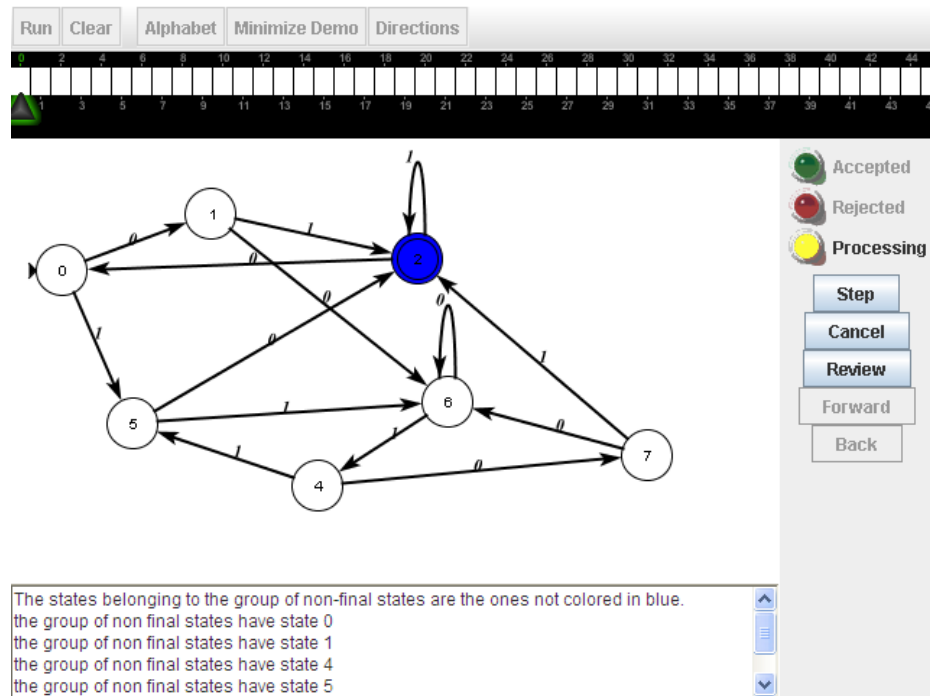 Run Clear Alphabet Minimize Demo Directions
0 2 4 6 8 10 12 14 16 18 20 22 24 26 28 30 32 34 36 38 40 42 44
1 3 5 7 9 11 13 15 17 19 21 23 25 27 29 31 33 35 37 39 41 43
Accepted
Rejected
Processing
Step
Cancel
Review
Forward
Back
1
1
0
1
0
0
2
0
0
0
1
0
1
6
5
1
1
0
7
1
0
4
The states belonging to the group of non-final states are the ones not colored in blue.
the group of non final states have state 0
the group of non final states have state 1
the group of non final states have state 4
the group of non final states have state 5